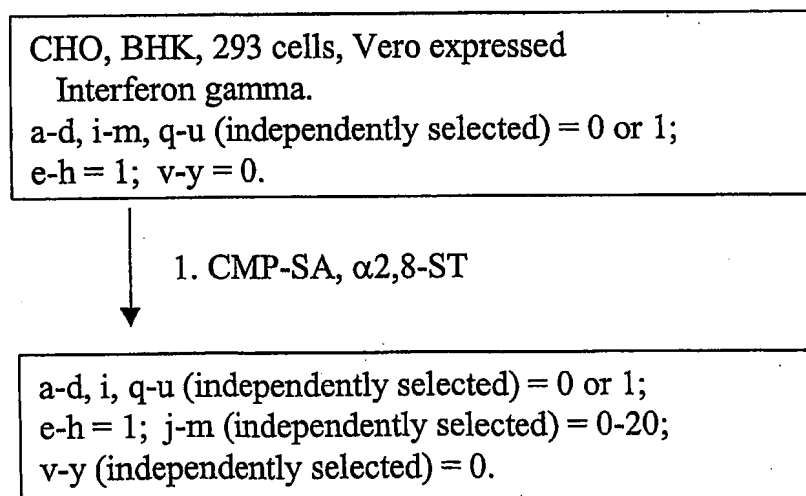 CHO, BHK, 293 cells, Vero expressed
Interferon gamma.
a-d, i-m, q-u (independently selected) = 0 or 1;
e-h = 1; v-y = 0.
1. CMP-SA, α2,8-ST
a-d, i, q-u (independently selected) = 0 or 1;
e-h = 1; j-m (independently selected) = 0-20;
v-y (independently selected) = 0.